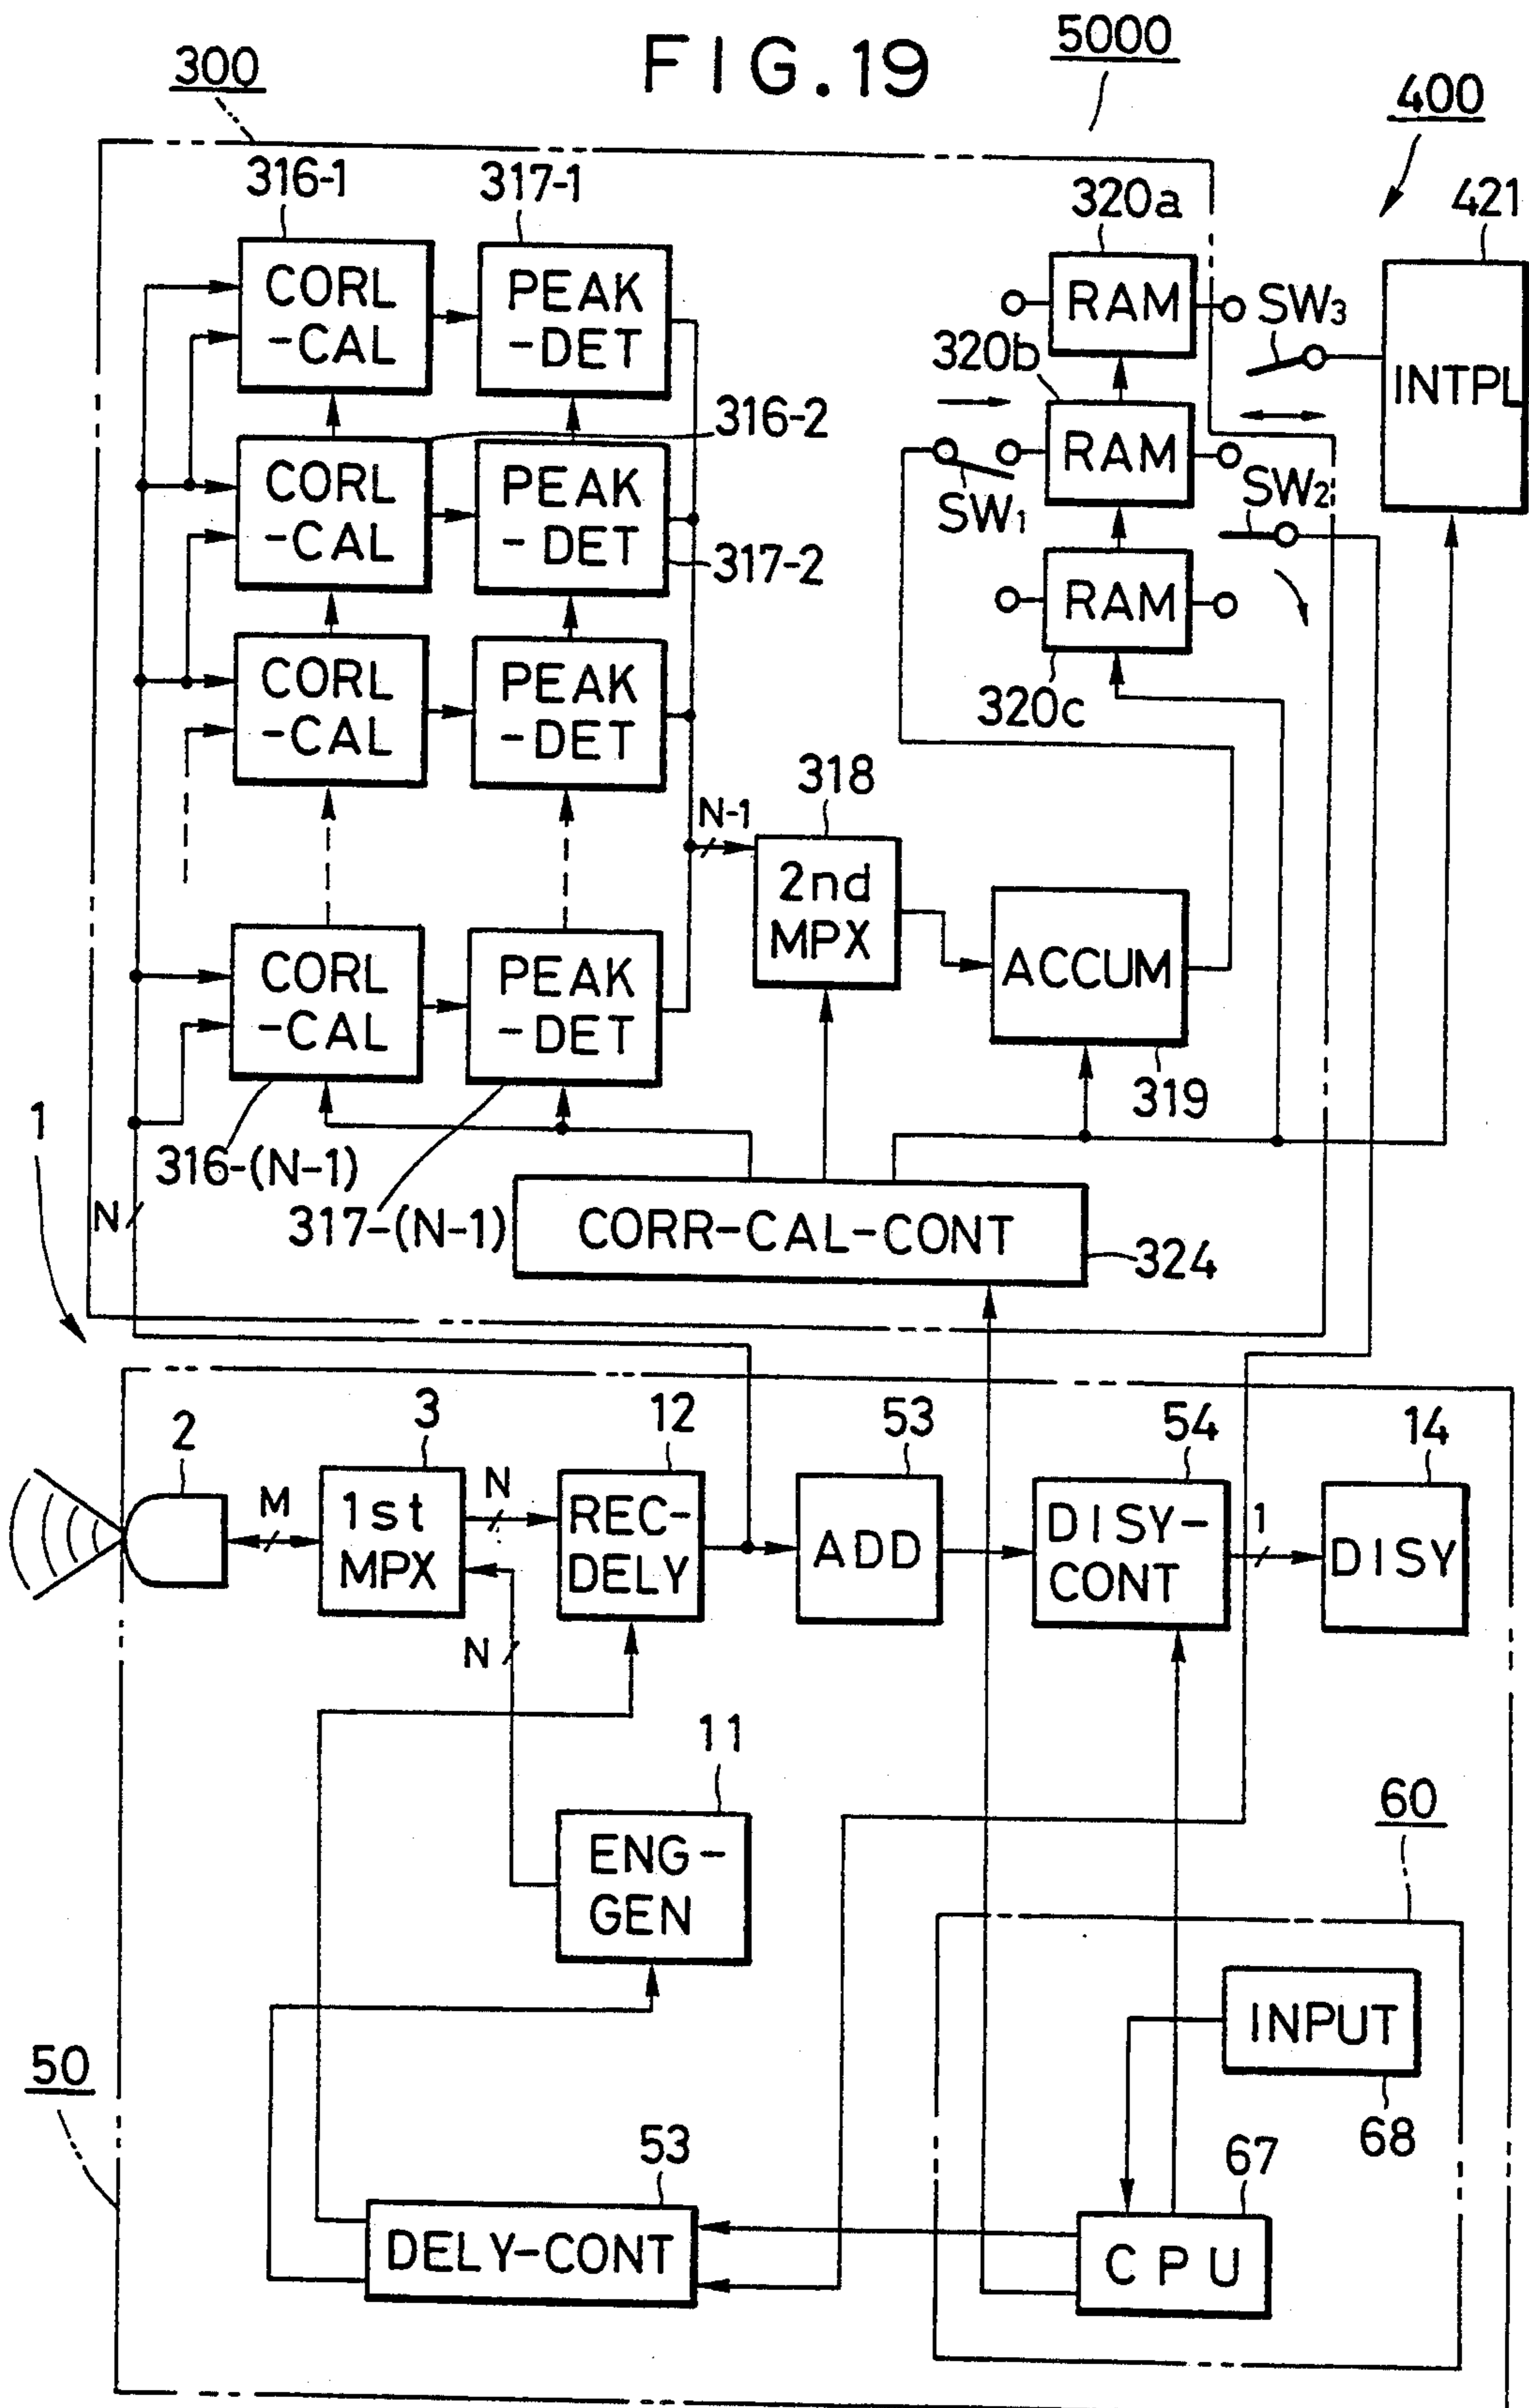 FIG.19
5000
300
400
316-1
317-1
320a
421
CORL
-CAL
PEAK
-DET
RAM
SW3
INTPL
320b
316-2
CORL
-CAL
PEAK
-DET
RAM
SW1
SW2
317-2
RAM
320c
CORL
-CAL
PEAK
-DET
N-1
318
2nd
MPX
CORL
-CAL
PEAK
-DET
ACCUM
319
1
316-(N-1)
317-(N-1)
N
CORR-CAL-CONT
324
2
3
12
53
54
14
M
1st
MPX
N
REC-
DELY
ADD
DISY-
CONT
1
DISY
N
11
ENG-
GEN
60
INPUT
68
50
53
67
DELY-CONT
CPU